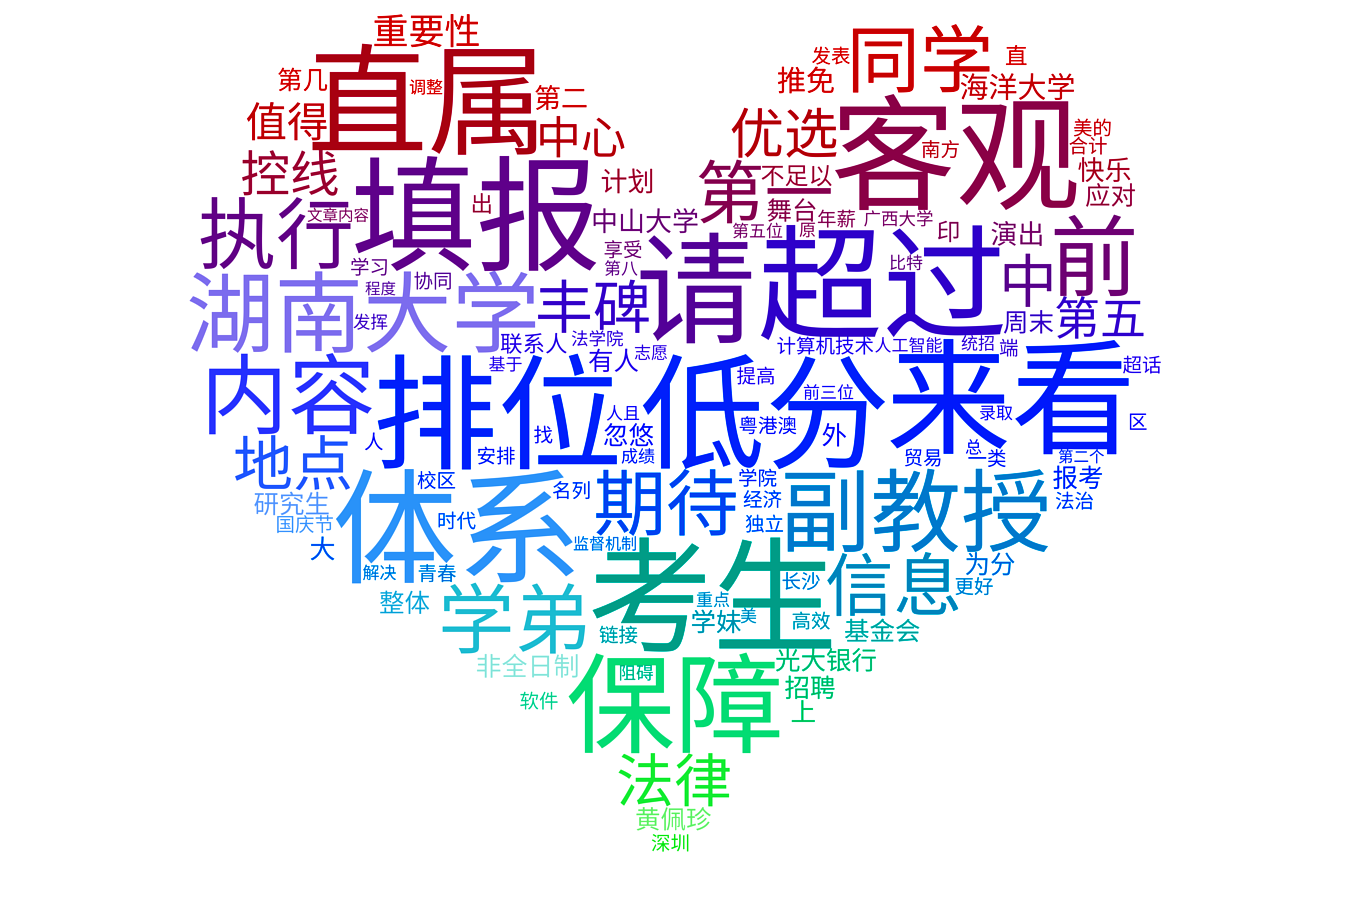 重要性
同学
直属
发表
直
第几
调整
推免
海洋大学
第二
值得
中心
优选
客观
美的
合计
南方
控线
填报
计划
第一
不足以
快乐
应对
执行
文章内容
出
中山大学
舞台
年薪
广西大学
第五位
原
印
演出
前
享受
第八
请
超过
比特
中
学习
程度
协同
湖南大学
丰碑
发挥
周末
第五
联系人
法学院
志愿
有人
基于
计算机技术
人工智能
统招
端
超话
内容
排位
低分
来看
提高
前三位
人且
忽悠
粤港澳
外
录取
区
地点
人
安排
找
成绩
贸易
总
一类
第二个
报考
法治
研究生
国庆节
大
校区
体系
时代
名列
期待
学院
经济
独立
副教授
监督机制
解决
青春
考生
长沙
信息
为分
更好
整体
学弟
链接
重点
学妹
美
高效
基金会
非全日制
软件
保障
阻碍
光大银行
招聘
上
法律
黄佩珍
深圳